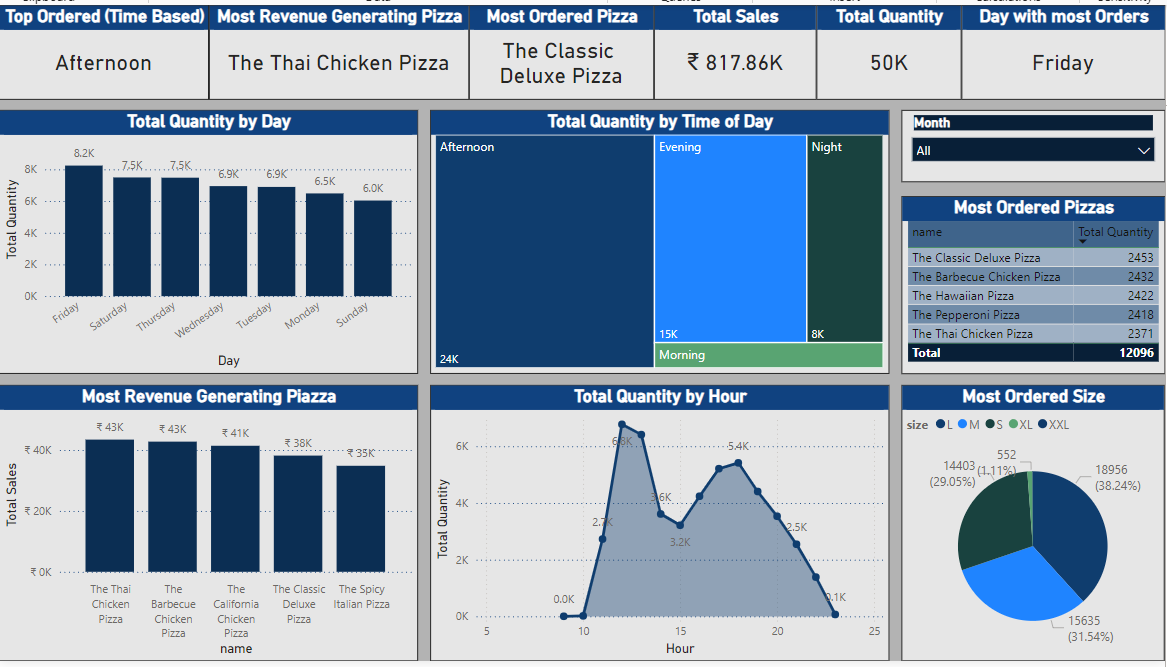 Top Ordered (Time Based)
Afternoon
Most Revenue Generating Pizza
The Thai Chicken Pizza
Most Ordered Pizza
The Classic
Deluxe Pizza
Total Sales
₹ 817.86K
Total Quantity
50K
Day with most Orders
Friday
Total Quantity by Day
Total Quantity
8K
6K
4K
2K
0K
8.2K
7.5K
7.5K
6.9K
6.9K
6.5K
6.0K
Friday
Saturday
Thursday
Wednesday
Tuesday
Monday
Sunday
Day
Total Quantity by Time of Day
Afternoon
24K
Evening
15K
Night
8K
Morning
Month
All
Most Ordered Pizzas
name Total Quantity
The Classic Deluxe Pizza 2453
The Barbecue Chicken Pizza 2432
The Hawaiian Pizza 2422
The Pepperoni Pizza 2418
The Thai Chicken Pizza 2371
Total 12096
Most Revenue Generating Piazza
Total Sales
₹ 40K
₹ 20K
₹ 0K
₹ 43K
₹ 43K
₹ 41K
₹ 38K
₹ 35K
The Thai
Chicken
Pizza
The
Barbecue
Chicken
Pizza
The
California
Chicken
Pizza
The Classic
Deluxe
Pizza
The Spicy
Italian Pizza
name
Total Quantity by Hour
Total Quantity
6K
4K
2K
0K
0.0K
6.8K
3.2K
5.4K
2.5K
5
10
15
20
25
Hour
Most Ordered Size
size L M S XL XXL
18956
(38.24%)
15635
(31.54%)
14403
(29.05%)
552
(1.11%)